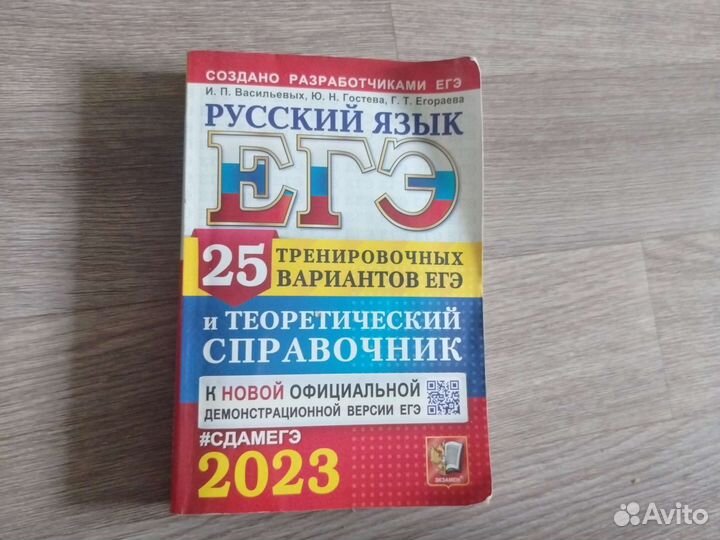 СОЗДАНО РАЗРАБОТЧИКАМИ ЕГЭ
И. П. Васильевых, Ю. Н. Гостева, Г. Т. Егораева
РУССКИЙ ЯЗЫК
ЕГЭ
25 ТРЕНИРОВОЧНЫХ
ВАРИАНТОВ ЕГЭ
и ТЕОРЕТИЧЕСКИЙ
СПРАВОЧНИК
К НОВОЙ ОФИЦИАЛЬНОЙ
ДЕМОНСТРАЦИОННОЙ ВЕРСИИ ЕГЭ
#СДАМЕГЭ
2023
ЭКЗАМЕН
Avito